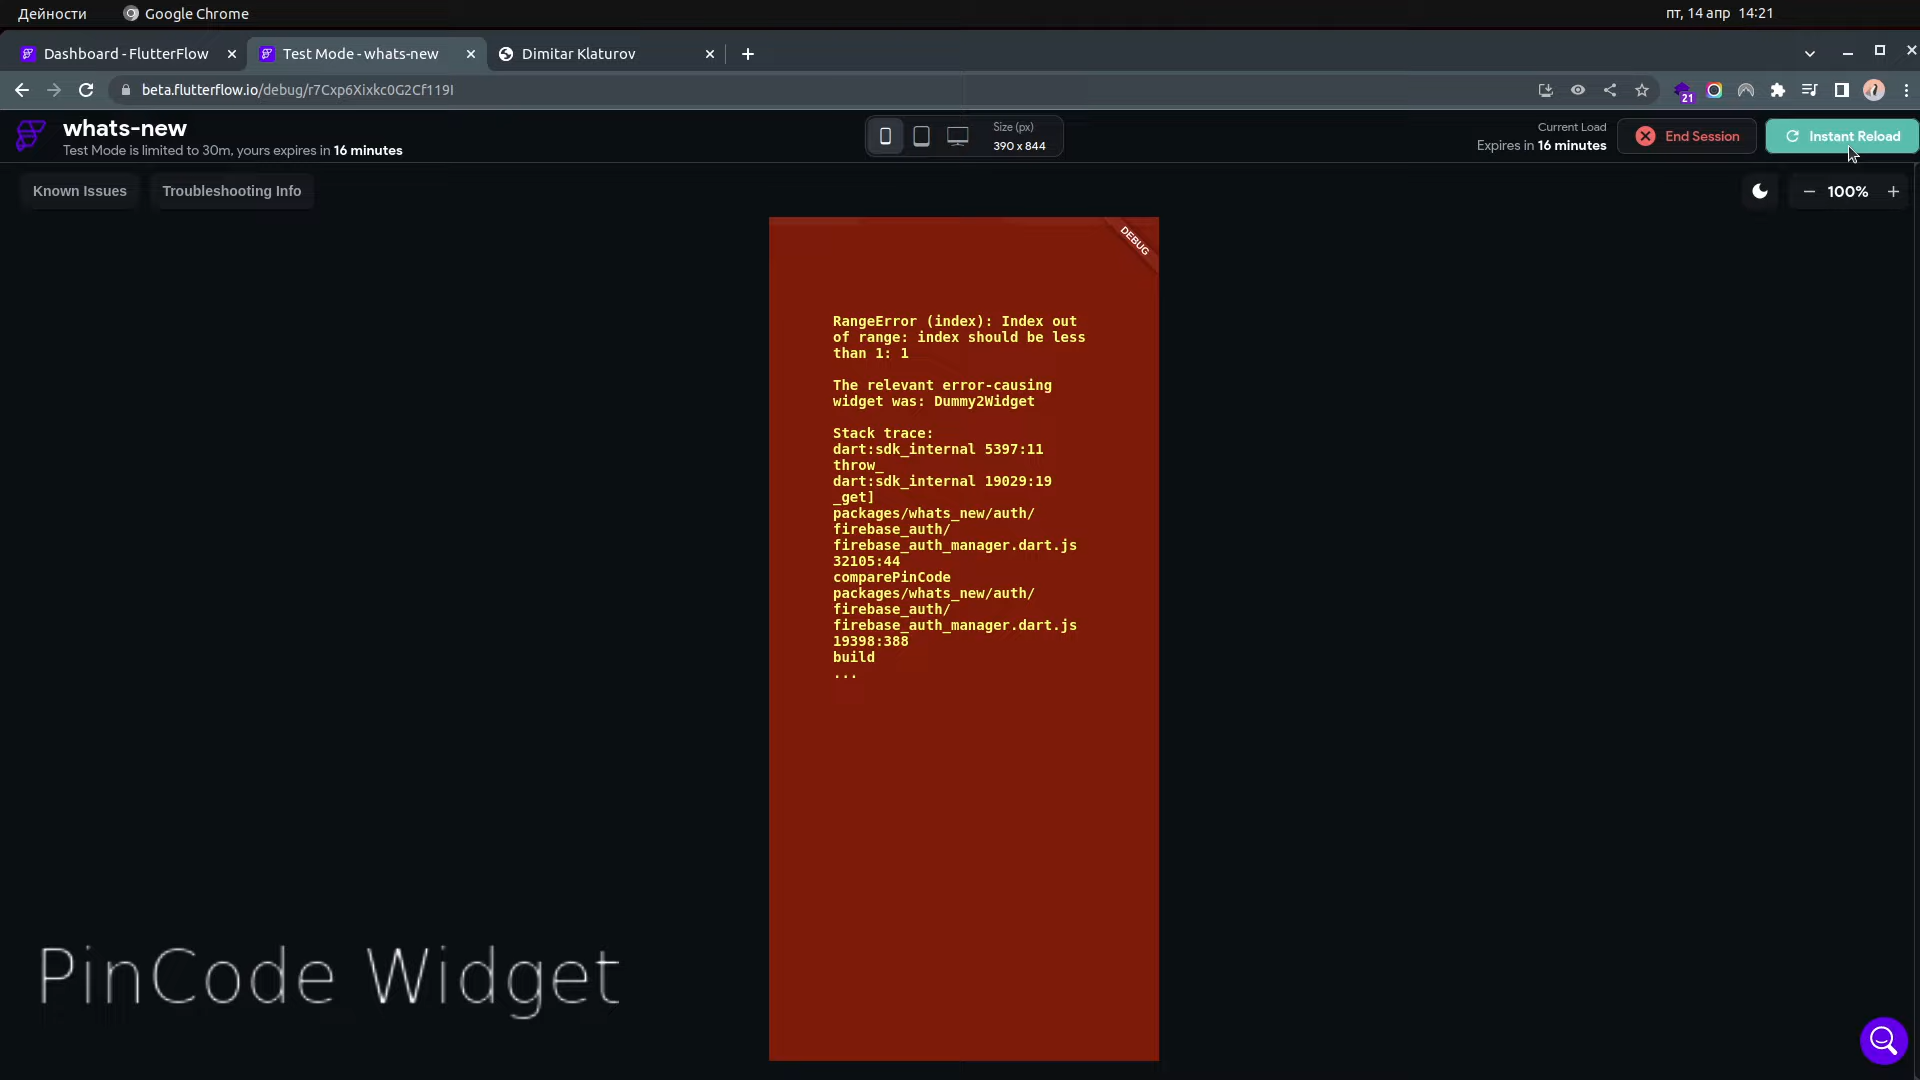 Дейности
Google Chrome
пт, 14 апр 14:21
Dashboard - FlutterFlow
Test Mode - whats-new
Dimitar Klaturov
beta.flutterflow.io/debug/r7Cxp6Xixkc0G2Cf119I
21
whats-new
Test Mode is limited to 30m, yours expires in 16 minutes
Size (px)
390 x 844
Current Load
Expires in 16 minutes
End Session
Instant Reload
Known Issues
Troubleshooting Info
100%
DEBUG
RangeError (index): Index out
of range: index should be less
than 1: 1
The relevant error-causing
widget was: Dummy2Widget
Stack trace:
dart:sdk_internal 5397:11
throw_
dart:sdk_internal 19029:19
_get]
packages/whats_new/auth/
firebase_auth/
firebase_auth_manager.dart.js
32105:44
comparePinCode
packages/whats_new/auth/
firebase_auth/
firebase_auth_manager.dart.js
19398:388
build
...
PinCode Widget